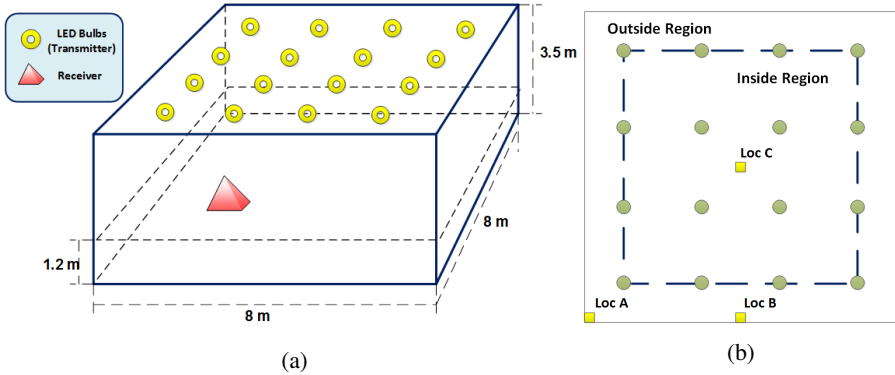 LED Bulbs
(Transmitter)
Receiver
3.5 m
8 m
1.2 m
8 m
(a)
Outside Region
Inside Region
Loc C
Loc A
Loc B
(b)